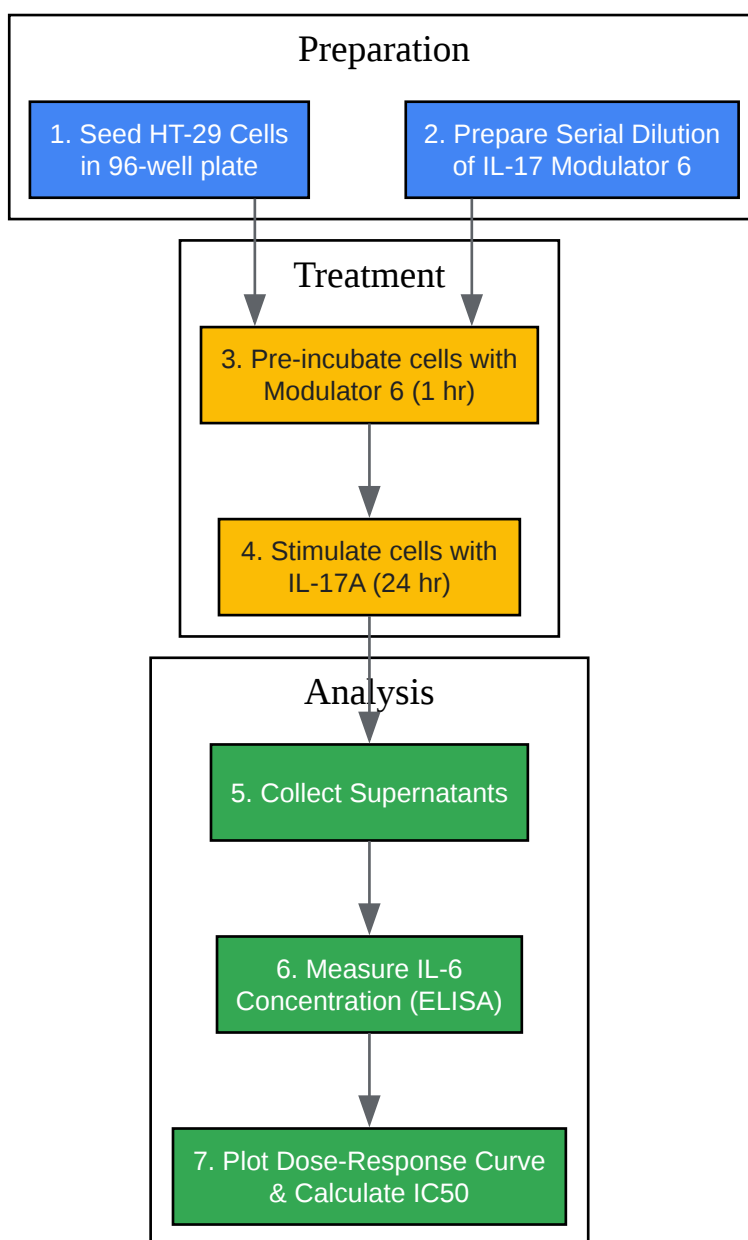 Preparation
1. Seed HT-29 Cells
in 96-well plate
2. Prepare Serial Dilution
of IL-17 Modulator 6
Treatment
3. Pre-incubate cells with
Modulator 6 (1 hr)
4. Stimulate cells with
IL-17A (24 hr)
Analysis
5. Collect Supernatants
6. Measure IL-6
Concentration (ELISA)
7. Plot Dose-Response Curve
& Calculate IC50